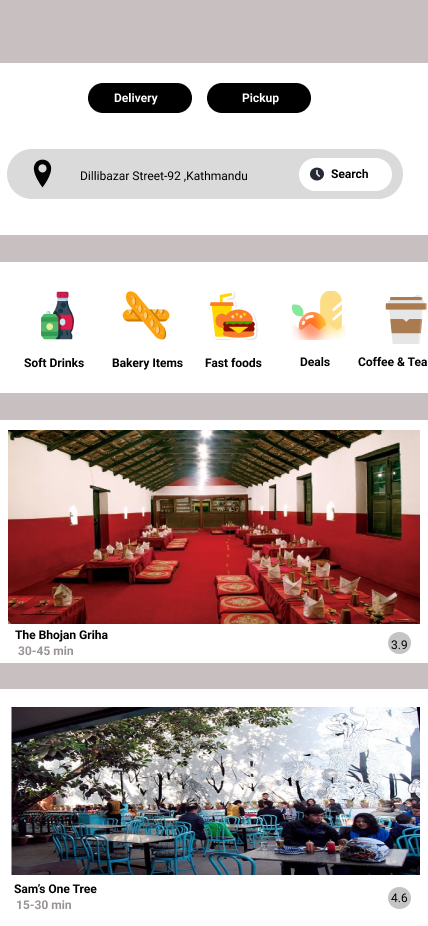 Delivery
Pickup
Dillibazar Street-92 ,Kathmandu
Search
Soft Drinks
Bakery Items
Fast foods
Deals
Coffee & Tea
The Bhojan Griha
30-45 min
3.9
Sam's One Tree
15-30 min
4.6